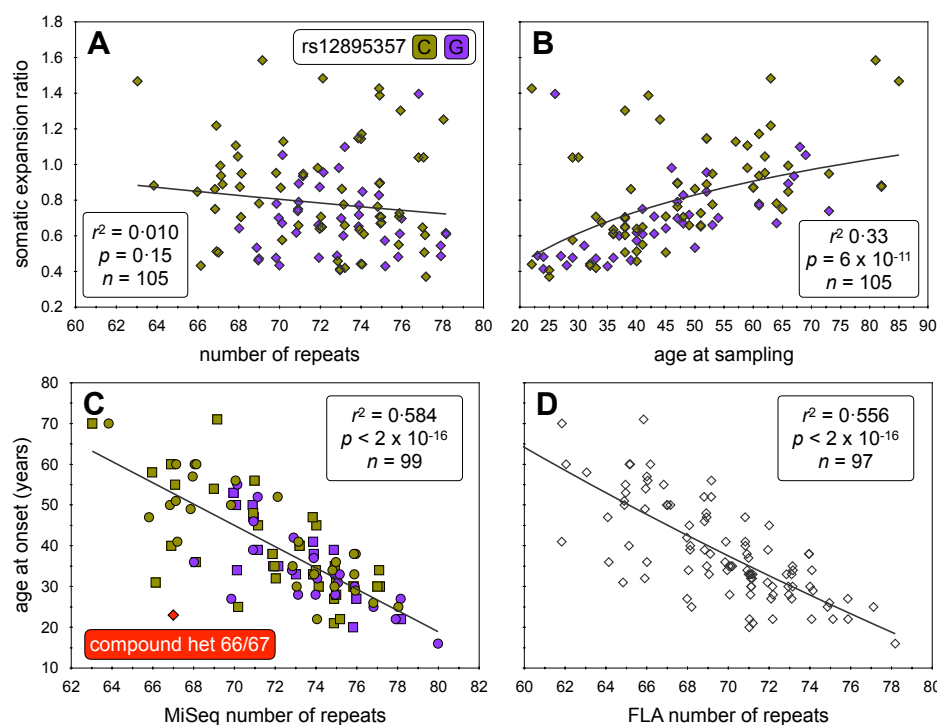 A
rs12895357 C G
somatic expansion ratio
1.8
1.6
1.4
1.2
1.0
0.8
0.6
0.4
0.2
r² = 0·010
p = 0·15
n = 105
60 62 64 66 68 70 72 74 76 78 80
number of repeats
B
r² 0·33
p = 6 x 10⁻¹¹
n = 105
20 25 30 35 40 45 50 55 60 65 70 75 80 85 90
age at sampling
C
age at onset (years)
80
70
60
50
40
30
20
10
r² = 0·584
p < 2 x 10⁻¹⁶
n = 99
compound het 66/67
62 64 66 68 70 72 74 76 78 80 82
MiSeq number of repeats
D
r² = 0·556
p < 2 x 10⁻¹⁶
n = 97
60 62 64 66 68 70 72 74 76 78 80
FLA number of repeats